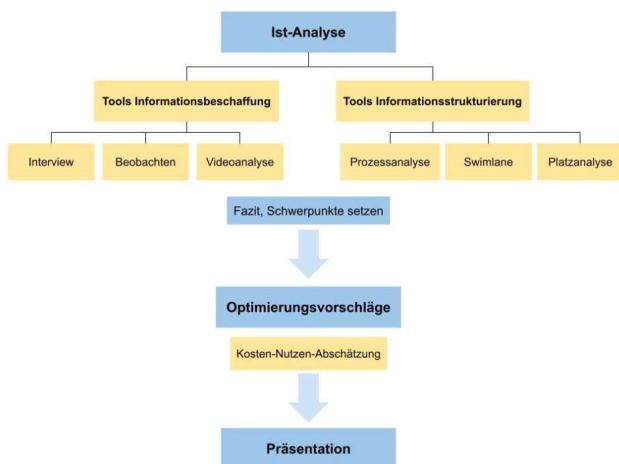 Ist-Analyse
Tools Informationsbeschaffung
Tools Informationsstrukturierung
Interview
Beobachten
Videoanalyse
Prozessanalyse
Swimlane
Platzanalyse
Fazit, Schwerpunkte setzen
Optimierungsvorschläge
Kosten-Nutzen-Abschätzung
Präsentation